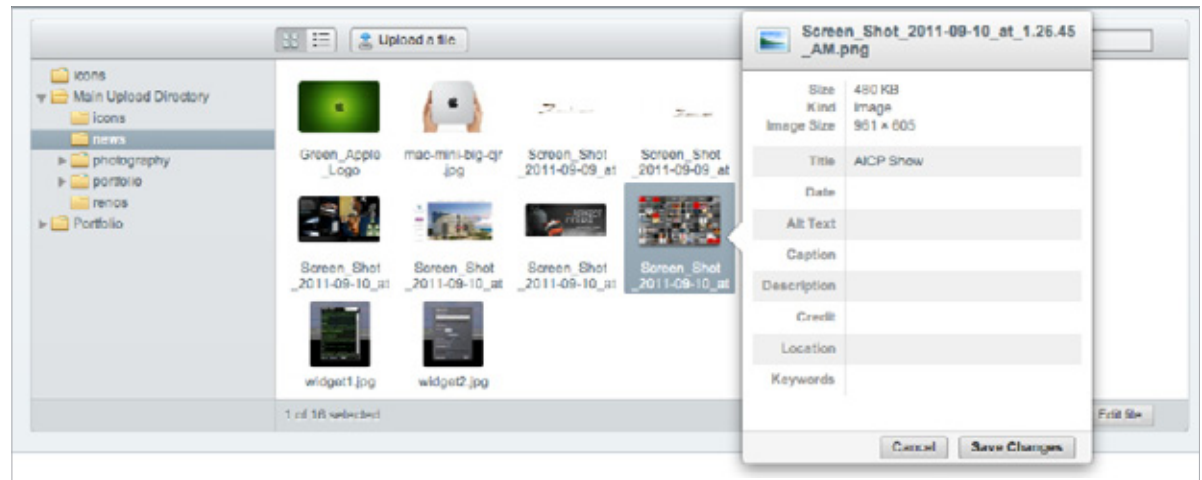 Upload a file
icons
Main Upload Directory
icons
news
photography
portfolio
renos
Portfolio
Green_Apple
_Logo
mac-mini-big-qjr
.jpg
Screen_Shot
_2011-09-09_at
Screen_Shot
_2011-09-09_at
Screen_Shot
_2011-09-10_at
Screen_Shot
_2011-09-10_at
Screen_Shot
_2011-09-10_at
Screen_Shot
_2011-09-10_at
widget1.jpg
widget2.jpg
1 of 16 selected
Screen_Shot_2011-09-10_at_1.26.45
_AM.png
Size 480 KB
Kind Image
Image Size 961 × 605
Title AICP Show
Date
Alt Text
Caption
Description
Credit
Location
Keywords
Cancel Save Changes
Edit file